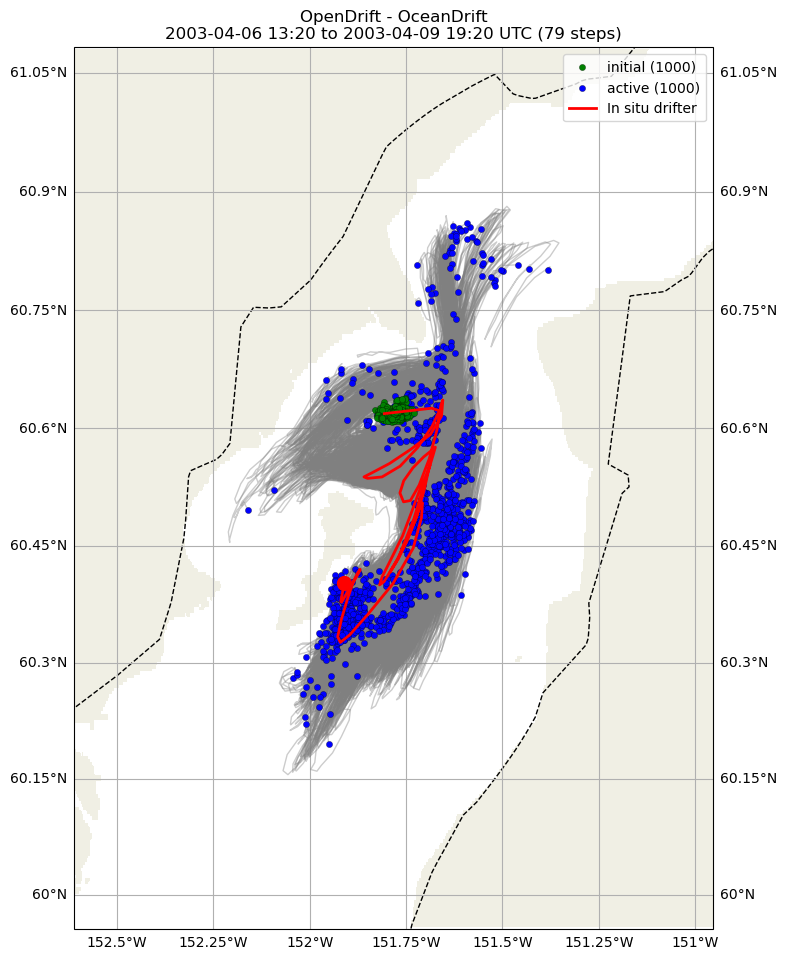 OpenDrift - OceanDrift
2003-04-06 13:20 to 2003-04-09 19:20 UTC (79 steps)
initial (1000)
active (1000)
In situ drifter
61.05°N
61.05°N
60.9°N
60.9°N
60.75°N
60.75°N
60.6°N
60.6°N
60.45°N
60.45°N
60.3°N
60.3°N
60.15°N
60.15°N
60°N
60°N
152.5°W 152.25°W 152°W 151.75°W 151.5°W 151.25°W 151°W